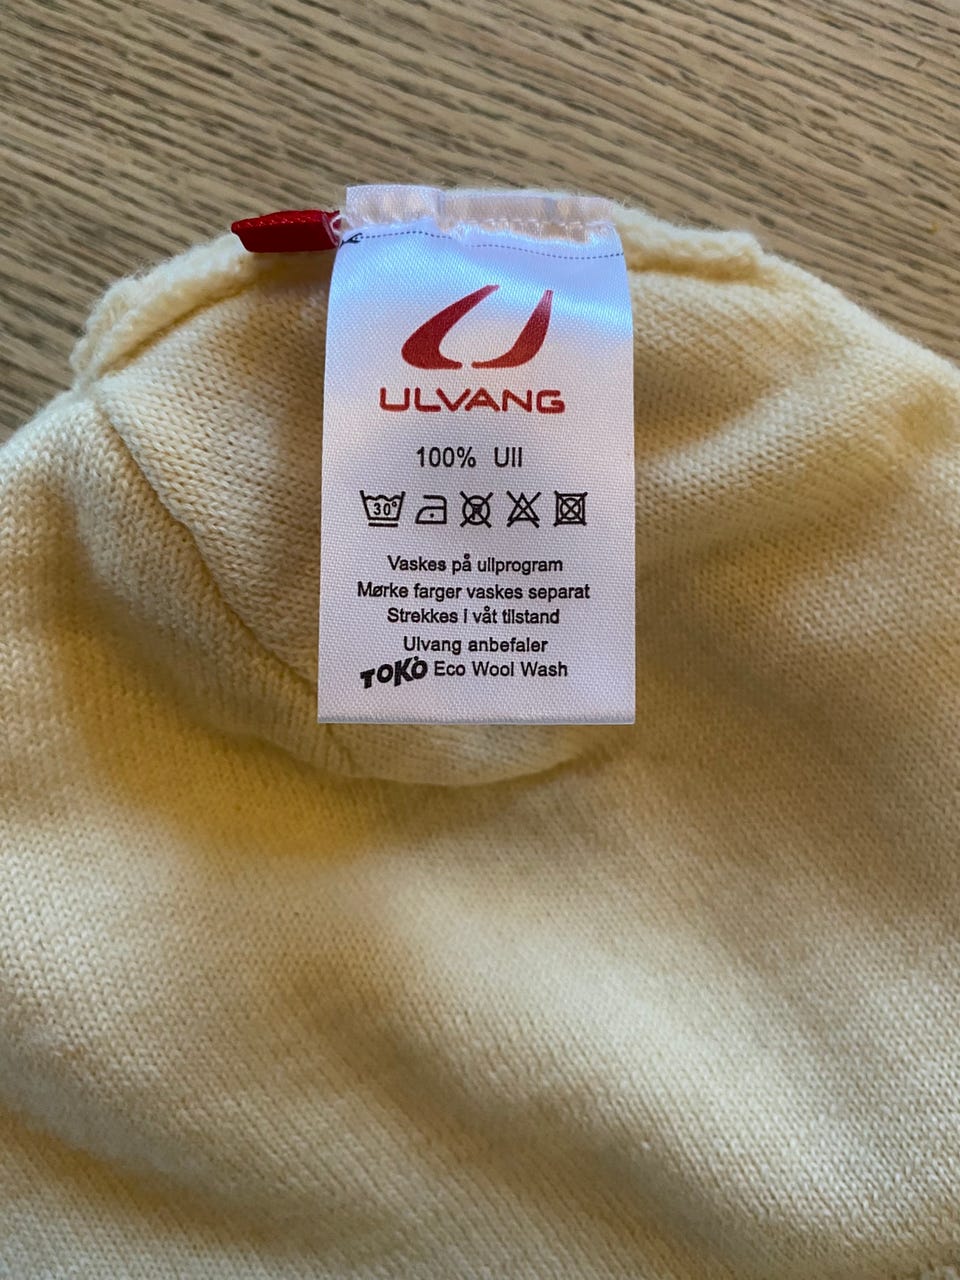 ULVANG
100% Ull
30°
Vaskes på ullprogram
Mørke farger vaskes separat
Strekkes i våt tilstand
Ulvang anbefaler
TOKO Eco Wool Wash